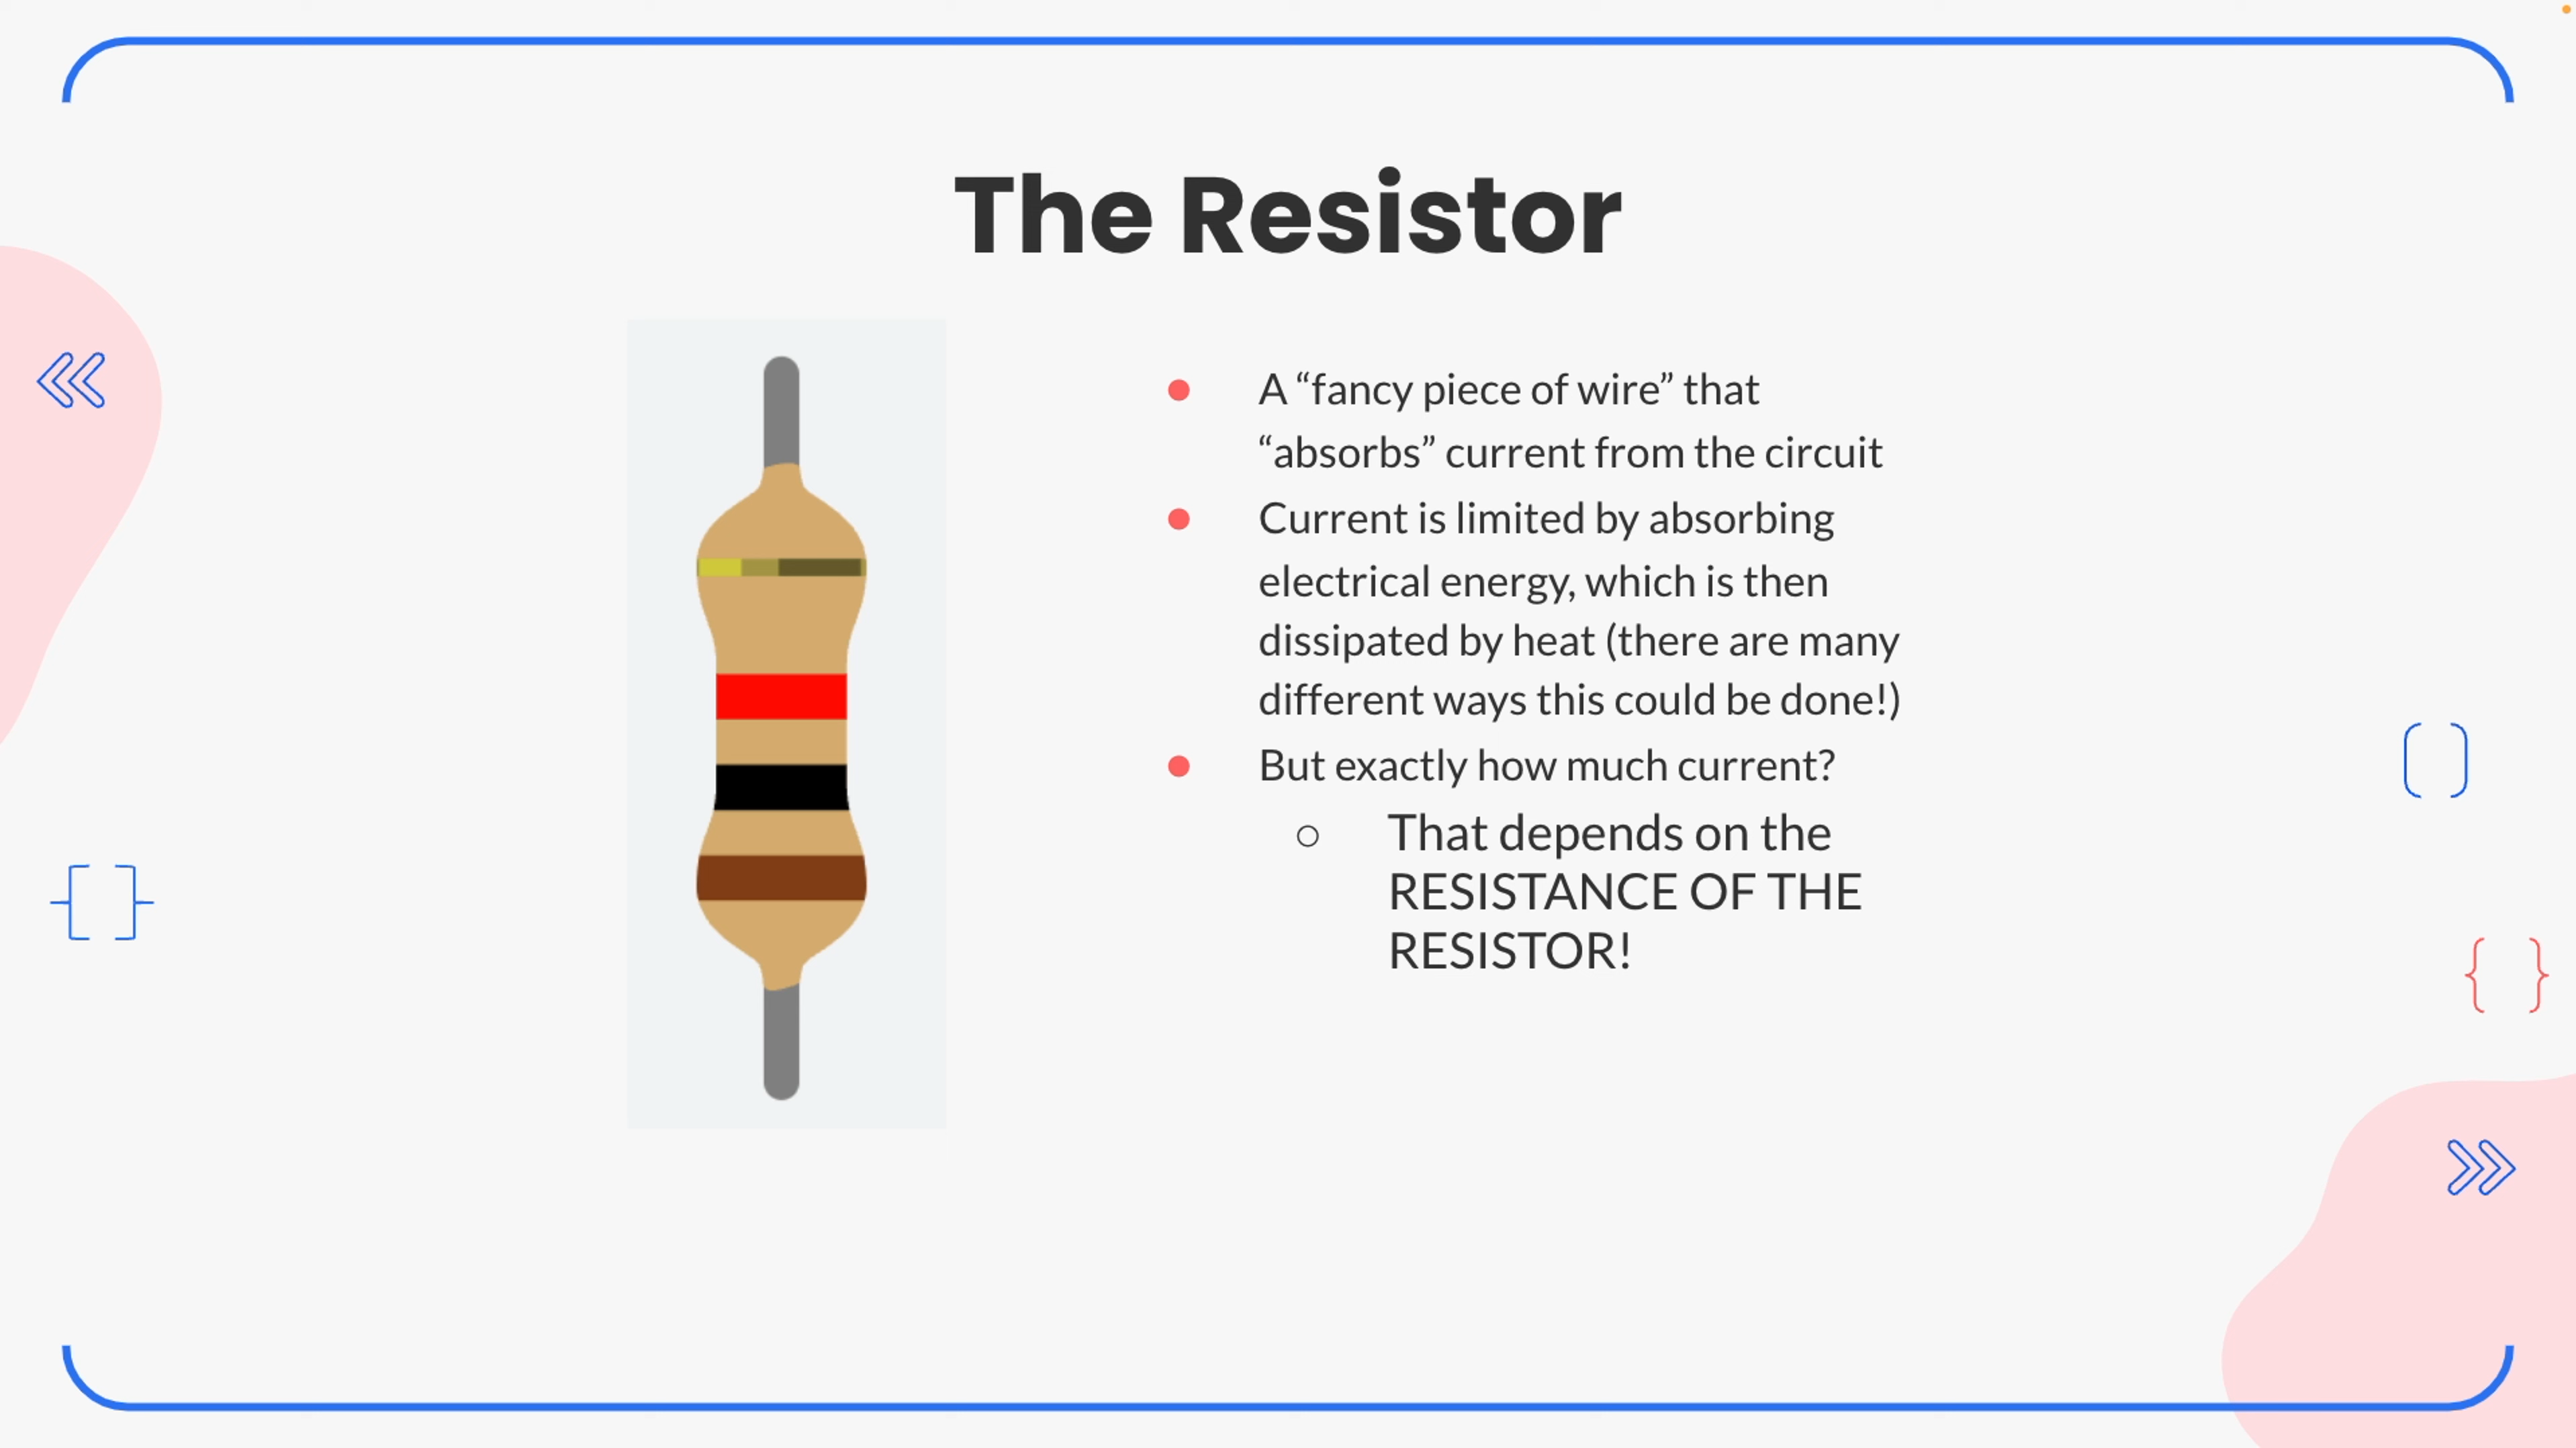 The Resistor
● A “fancy piece of wire” that
“absorbs” current from the circuit
● Current is limited by absorbing
electrical energy, which is then
dissipated by heat (there are many
different ways this could be done!)
● But exactly how much current?
○ That depends on the
RESISTANCE OF THE
RESISTOR!